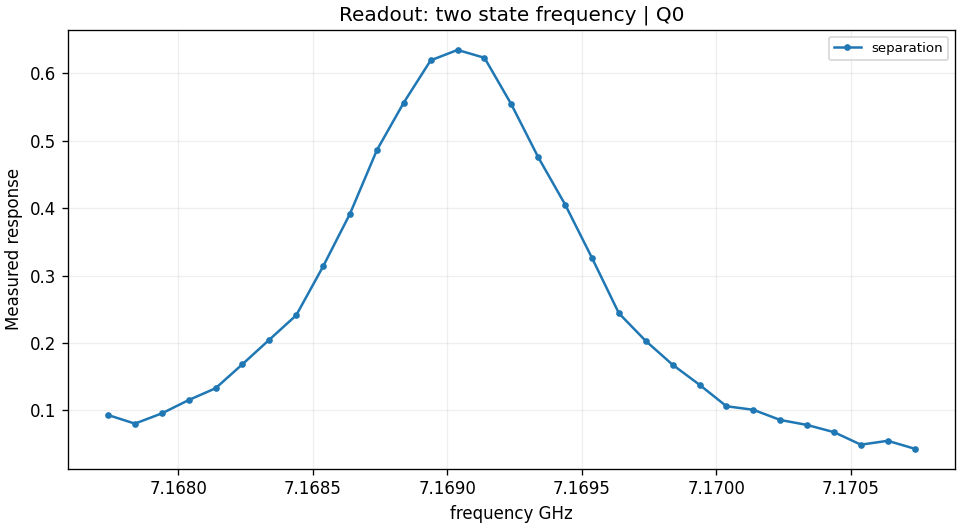 Readout: two state frequency | Q0
separation
Measured response
0.6
0.5
0.4
0.3
0.2
0.1
7.1680 7.1685 7.1690 7.1695 7.1700 7.1705
frequency GHz